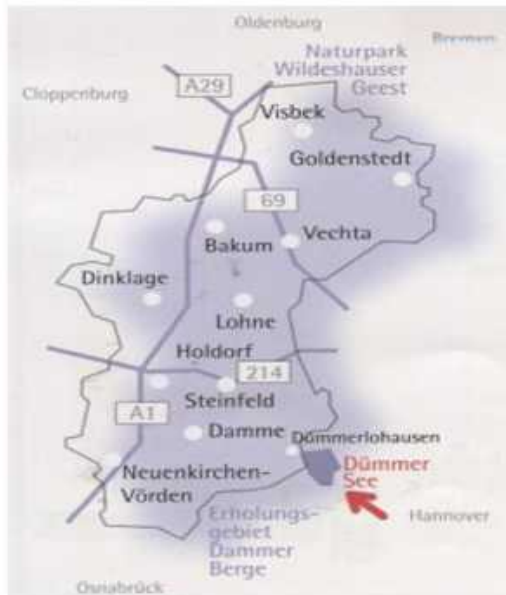 Oldenburg
Bremen
Naturpark
Wildeshauser
Geest
A29
Cloppenburg
Visbek
Goldenstedt
69
Bakum
Vechta
Dinklage
Lohne
Holdorf
214
A1
Steinfeld
Damme
Dümmerlohausen
Neuenkirchen-
Vörden
Dümmer
See
Erholungs-
gebiet
Dammer
Berge
Hannover
Osnabrück